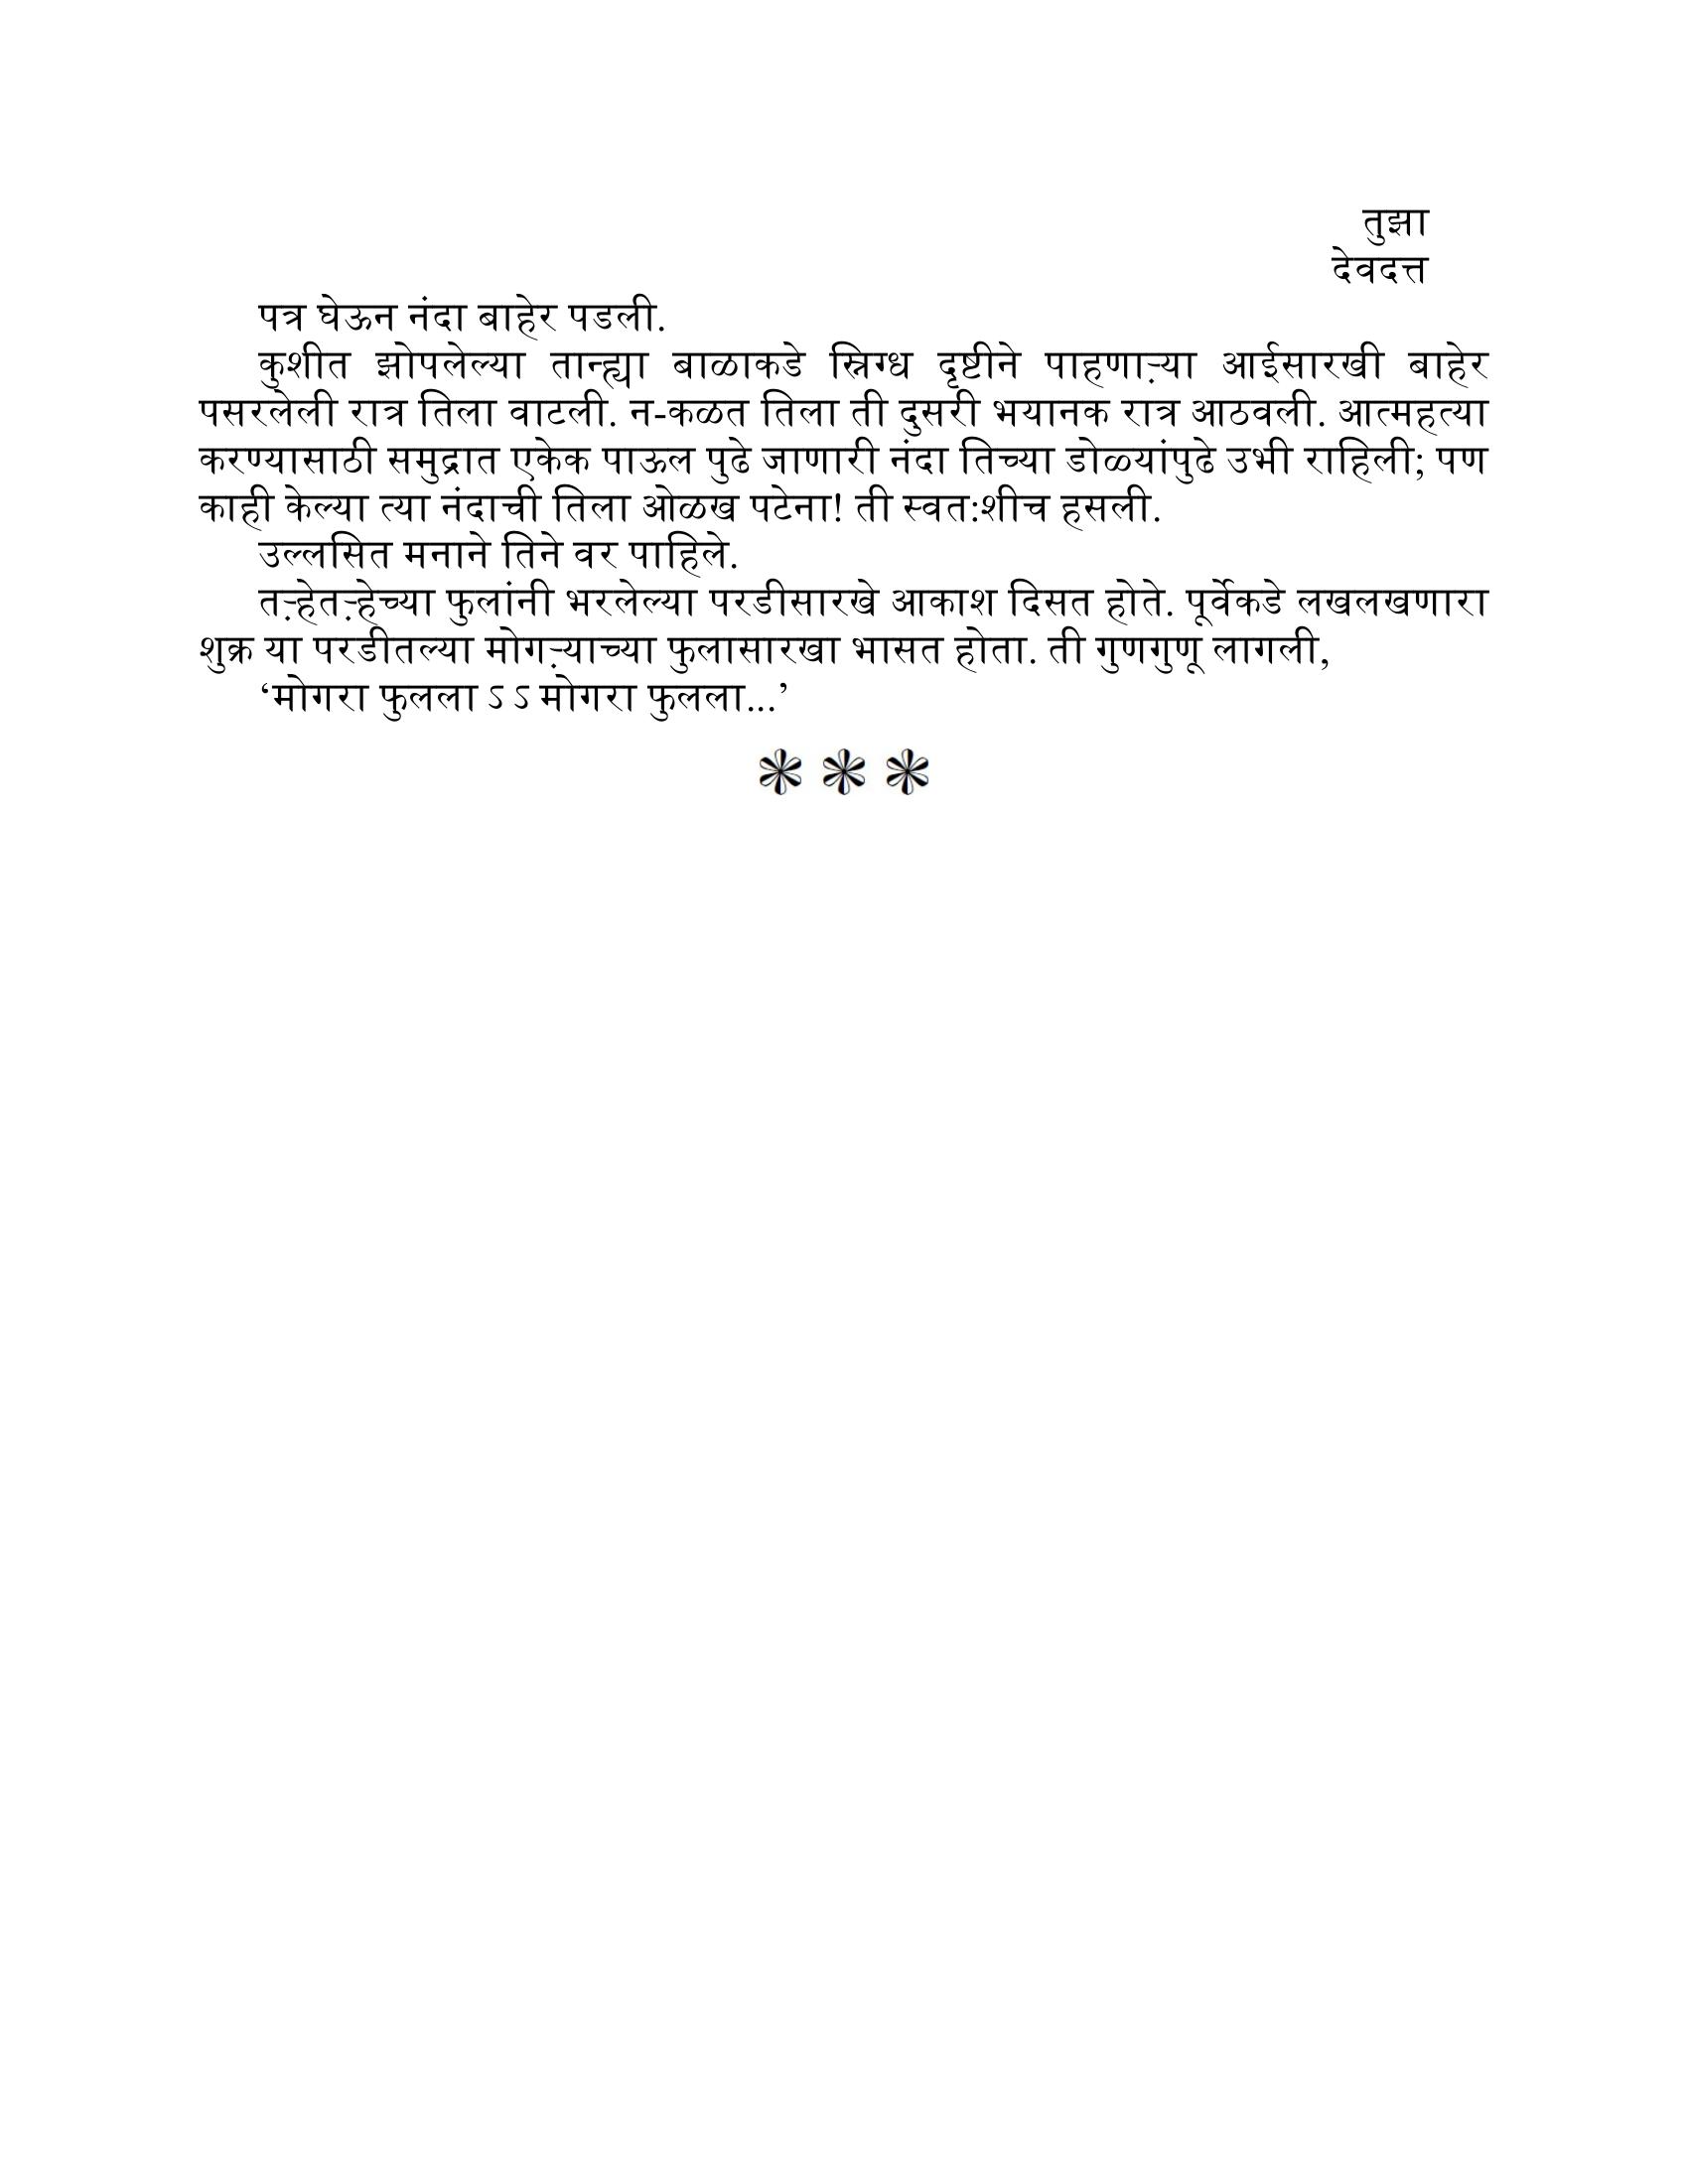 तुझा
देवदत्त
पत्र घेऊन नंदा बाहेर पडली.
कुशीत झोपलेल्या तान्ह्या बाळाकडे स्निग्ध दृष्टीने पाहणाऱ्या आईसारखी बाहेर
पसरलेली रात्र तिला वाटली. न-कळत तिला ती दुसरी भयानक रात्र आठवली. आत्महत्या
करण्यासाठी समुद्रात एकेक पाऊल पुढे जाणारी नंदा तिच्या डोळ्यांपुढे उभी राहिली; पण
काही केल्या त्या नंदाची तिला ओळख पटेना! ती स्वत:शीच हसली.
उल्लसित मनाने तिने वर पाहिले.
तऱ्हेतऱ्हेच्या फुलांनी भरलेल्या परडीसारखे आकाश दिसत होते. पूर्वेकडे लखलखणारा
शुक्र या परडीतल्या मोगऱ्याच्या फुलासारखा भासत होता. ती गुणगुणू लागली,
‘मोगरा फुलला ऽ ऽ मोगरा फुलला...’
❃ ❃ ❃